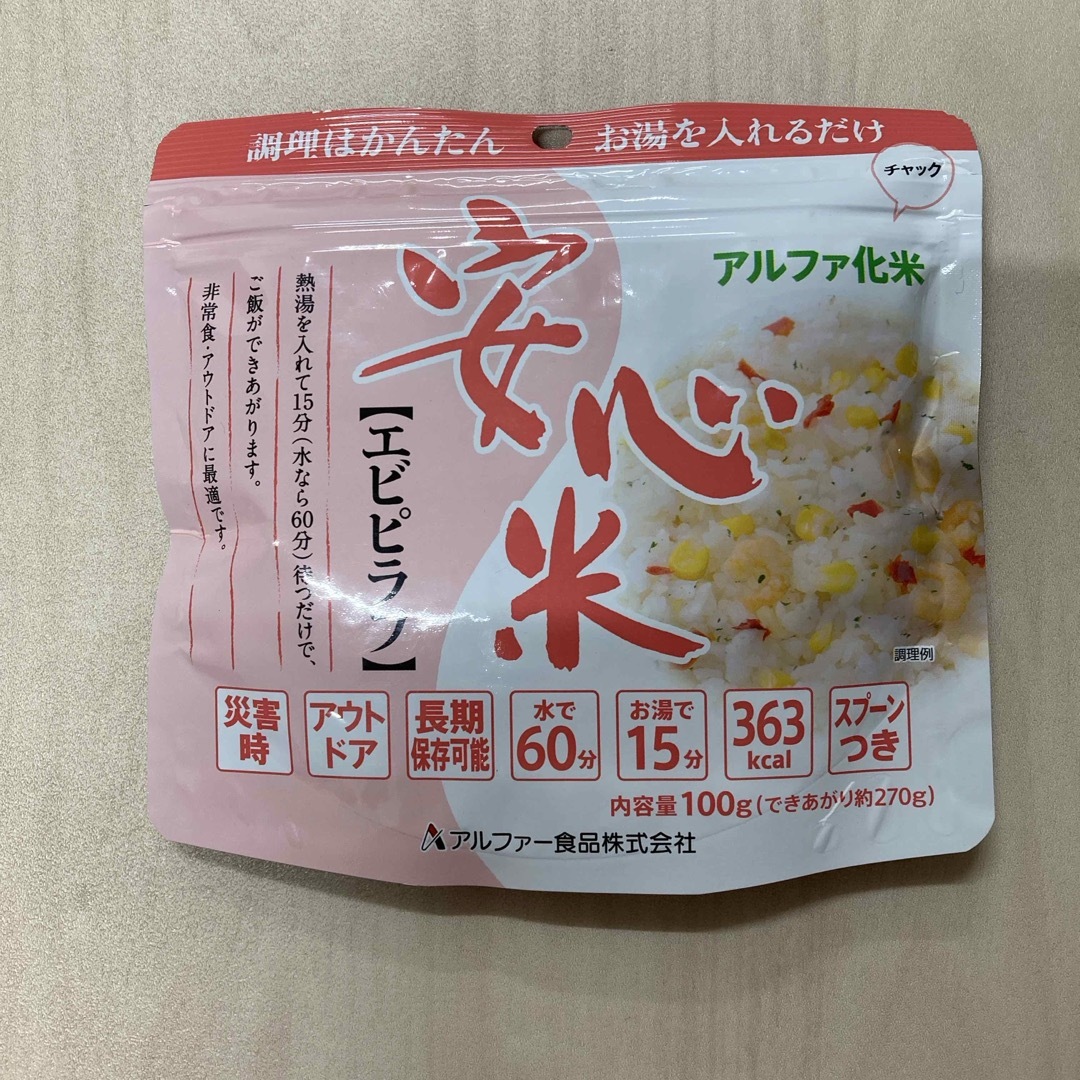 調理はかんたん お湯を入れるだけ
チャック
アルファ化米
安心米
【エビピラフ】
熱湯を入れて15分(水なら60分)待つだけで、
ご飯ができあがります。
非常食・アウトドアに最適です。
調理例
災害時
アウトドア
長期保存可能
水で60分
お湯で15分
363kcal
スプーンつき
内容量100g(できあがり約270g)
アルファー食品株式会社